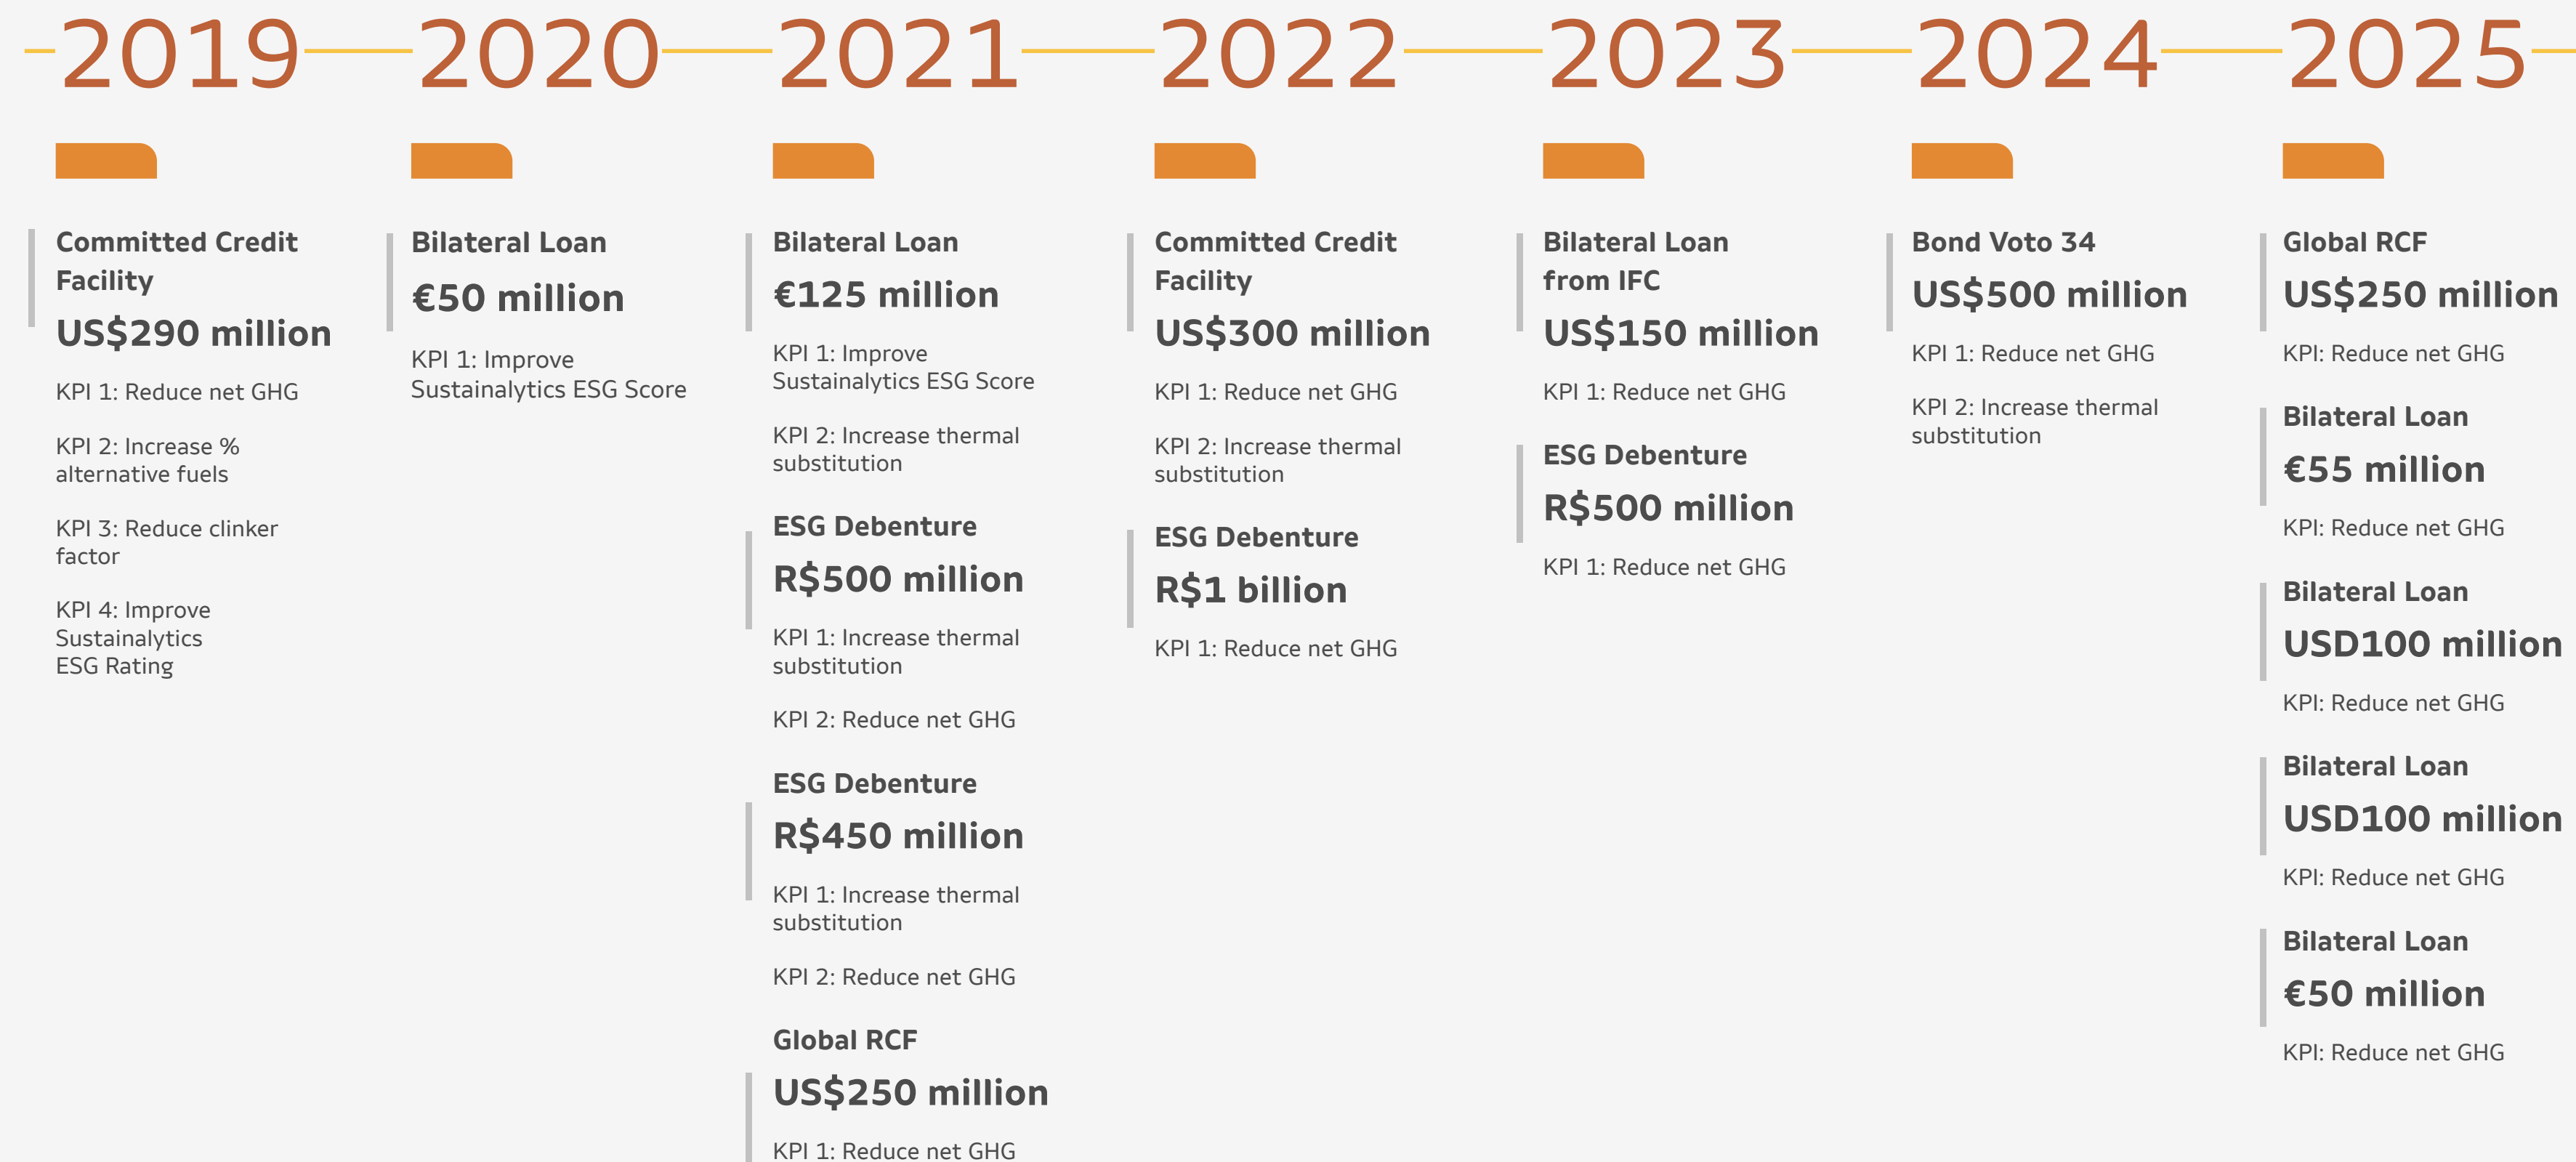 2019
Committed Credit
Facility
US$290 million
KPI 1: Reduce net GHG
KPI 2: Increase %
alternative fuels
KPI 3: Reduce clinker
factor
KPI 4: Improve
Sustainalytics
ESG Rating
2020
Bilateral Loan
€50 million
KPI 1: Improve
Sustainalytics ESG Score
2021
Bilateral Loan
€125 million
KPI 1: Improve
Sustainalytics ESG Score
KPI 2: Increase thermal
substitution
ESG Debenture
R$500 million
KPI 1: Increase thermal
substitution
KPI 2: Reduce net GHG
ESG Debenture
R$450 million
KPI 1: Increase thermal
substitution
KPI 2: Reduce net GHG
Global RCF
US$250 million
KPI 1: Reduce net GHG
2022
Committed Credit
Facility
US$300 million
KPI 1: Reduce net GHG
KPI 2: Increase thermal
substitution
ESG Debenture
R$1 billion
KPI 1: Reduce net GHG
2023
Bilateral Loan
from IFC
US$150 million
KPI 1: Reduce net GHG
ESG Debenture
R$500 million
KPI 1: Reduce net GHG
2024
Bond Voto 34
US$500 million
KPI 1: Reduce net GHG
KPI 2: Increase thermal
substitution
2025
Global RCF
US$250 million
KPI: Reduce net GHG
Bilateral Loan
€55 million
KPI: Reduce net GHG
Bilateral Loan
USD100 million
KPI: Reduce net GHG
Bilateral Loan
USD100 million
KPI: Reduce net GHG
Bilateral Loan
€50 million
KPI: Reduce net GHG